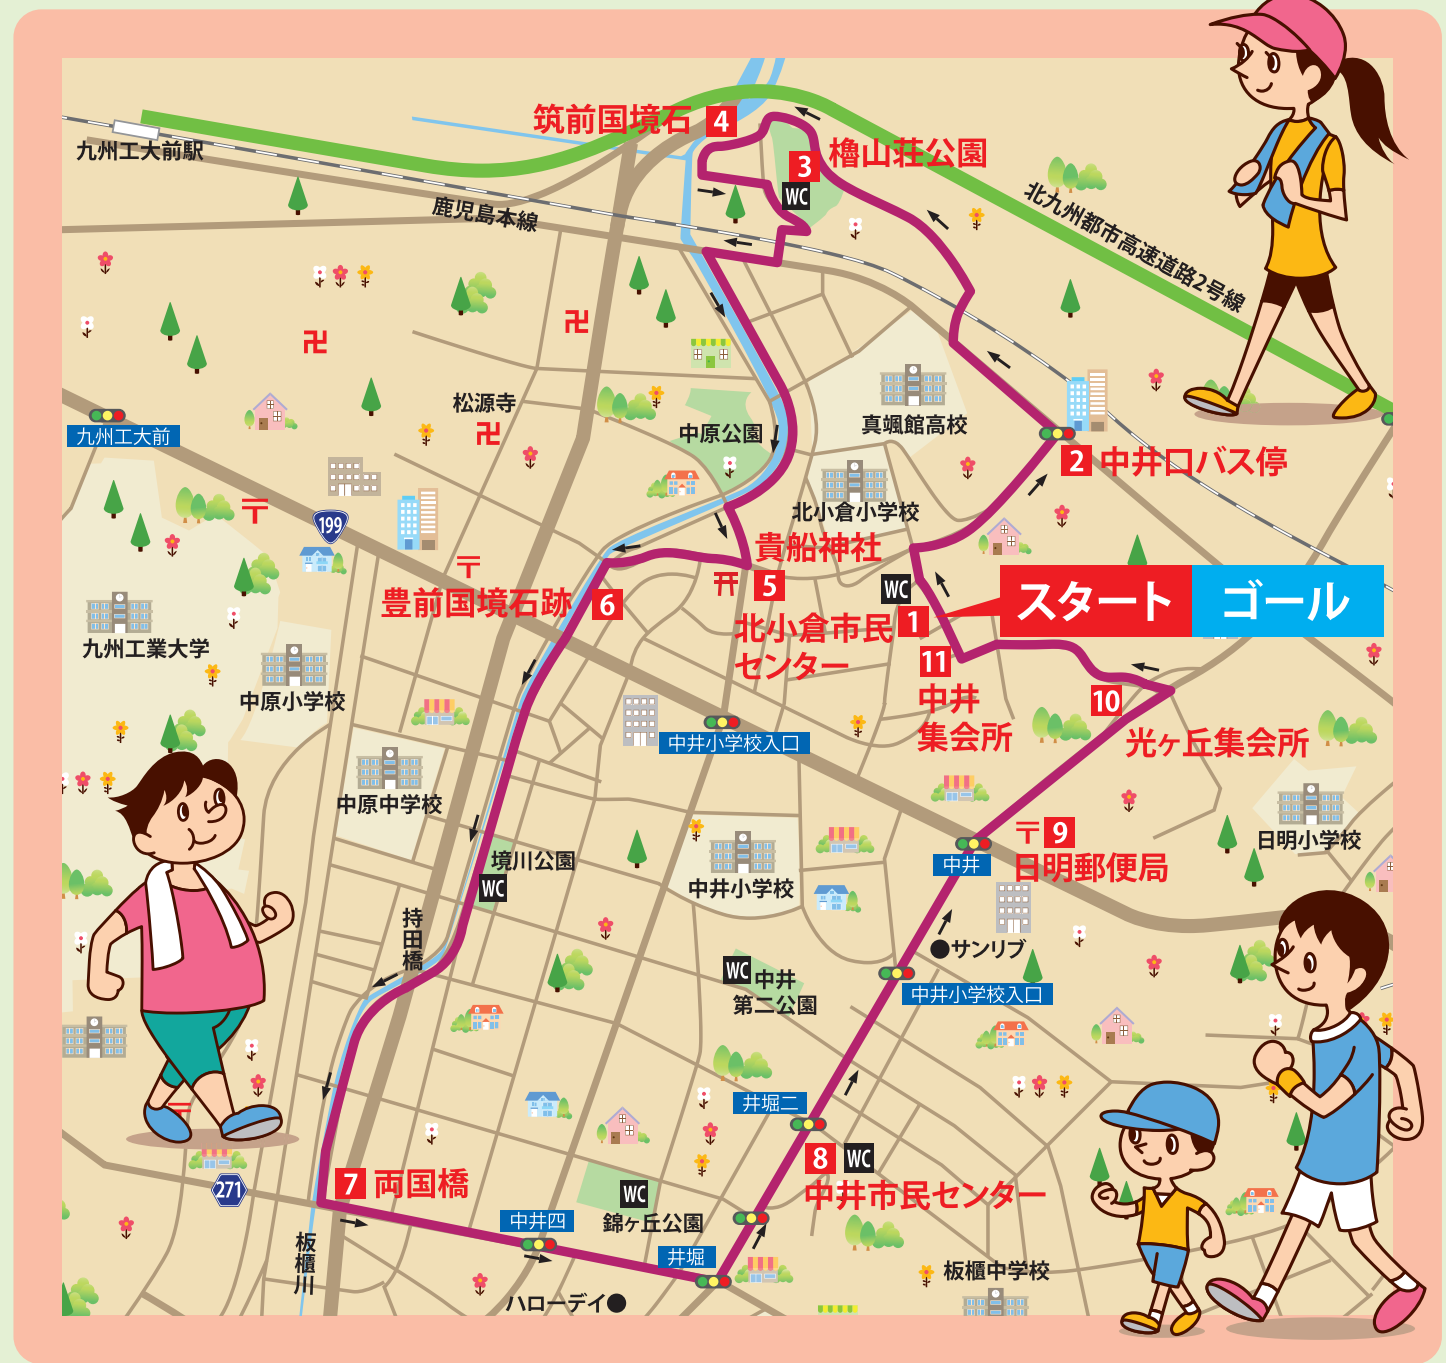 筑前国境石 4
九州工大前駅
3 櫓山荘公園
WC
鹿児島本線
北九州都市高速道路2号線
松源寺
中原公園
真颯館高校
九州工大前
2 中井口バス停
199
北小倉小学校
貴船神社
5
WC
豊前国境石跡 6
スタート ゴール
1
北小倉市民
センター
九州工業大学
中原小学校
11
中井
集会所
10
光ヶ丘集会所
中井小学校入口
中原中学校
9
日明郵便局
日明小学校
中井
境川公園
WC
中井小学校
持田橋
サンリブ
WC 中井
第二公園
中井小学校入口
井堀二
8 WC
中井市民センター
7 両国橋
271
WC
錦ヶ丘公園
中井四
井堀
板櫃川
板櫃中学校
ハローデイ